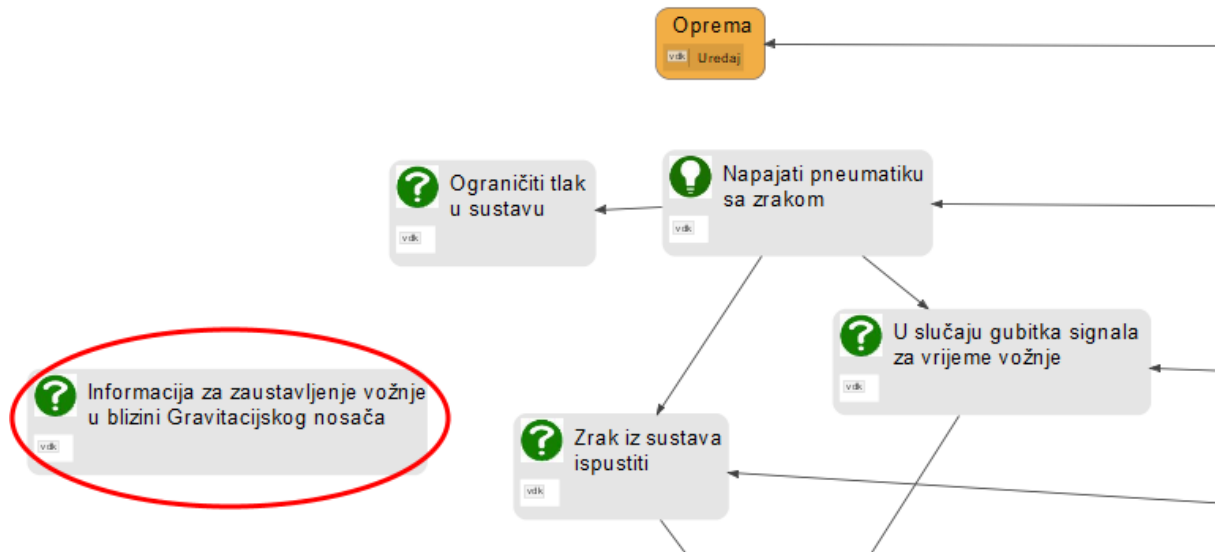 Oprema
vdk Uredaj
Ograničiti tlak
u sustavu
vdk
Napajati pneumatiku
sa zrakom
vdk
U slučaju gubitka signala
za vrijeme vožnje
vdk
Informacija za zaustavljenje vožnje
u blizini Gravitacijskog nosača
vdk
Zrak iz sustava
ispustiti
vdk